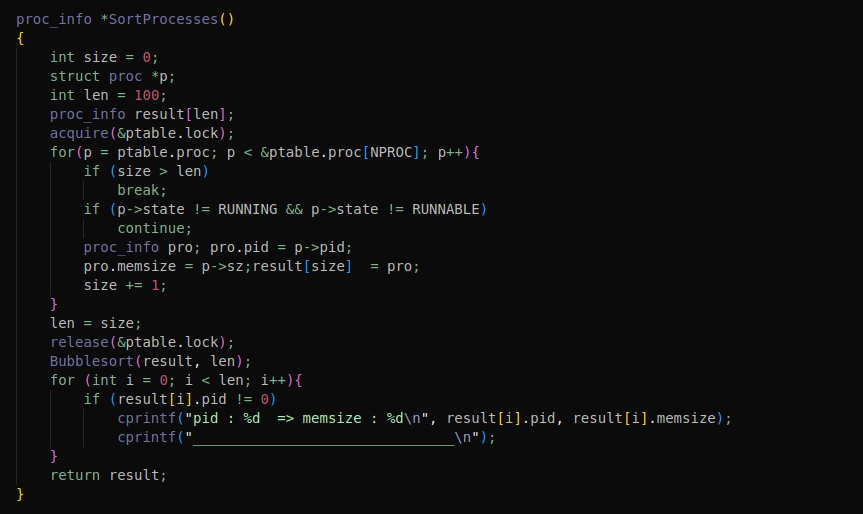 proc_info *SortProcesses()
{
    int size = 0;
    struct proc *p;
    int len = 100;
    proc_info result[len];
    acquire(&ptable.lock);
    for(p = ptable.proc; p < &ptable.proc[NPROC]; p++){
        if (size > len)
            break;
        if (p->state != RUNNING && p->state != RUNNABLE)
            continue;
        proc_info pro; pro.pid = p->pid;
        pro.memsize = p->sz;result[size]  = pro;
        size += 1;
    }
    len = size;
    release(&ptable.lock);
    Bubblesort(result, len);
    for (int i = 0; i < len; i++){
        if (result[i].pid != 0)
            cprintf("pid : %d  => memsize : %d\n", result[i].pid, result[i].memsize);
            cprintf("_______________________________\n");
    }
    return result;
}